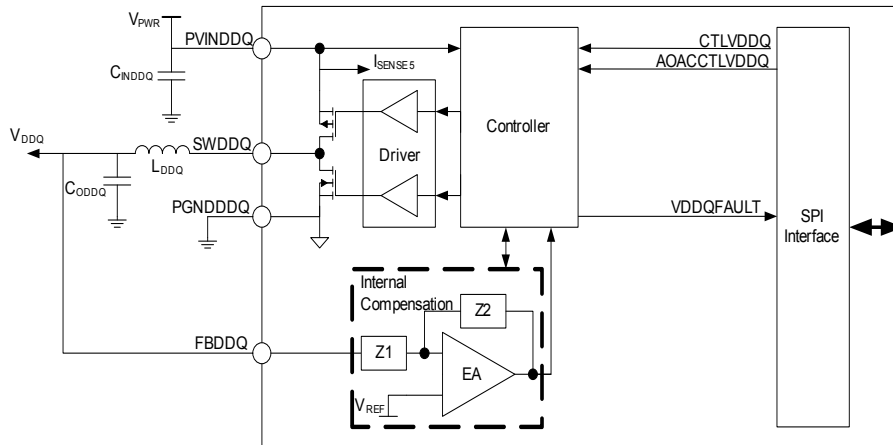 VPWR
PVINDDQ
CINDDQ
ISENSE5
CTLVDDQ
AOACCTLVDDQ
VDDQ
LDDQ
SWDDQ
CODDQ
Driver
Controller
PGNDDDQ
VDDQFAULT
SPI
Interface
Internal
Compensation
Z2
FBDDQ
Z1
EA
VREF